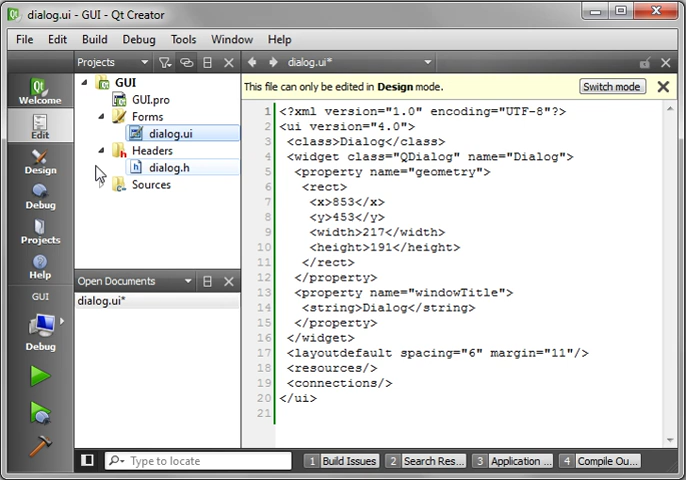 dialog.ui - GUI - Qt Creator
File Edit Build Debug Tools Window Help
Projects
dialog.ui*
Welcome
Edit
Design
Debug
Projects
Help
GUI
Debug
GUI
GUI.pro
Forms
dialog.ui
Headers
dialog.h
Sources
Open Documents
dialog.ui*
This file can only be edited in Design mode.
Switch mode
1 <?xml version="1.0" encoding="UTF-8"?>
2 <ui version="4.0">
3 <class>Dialog</class>
4 <widget class="QDialog" name="Dialog">
5 <property name="geometry">
6 <rect>
7 <x>853</x>
8 <y>453</y>
9 <width>217</width>
10 <height>191</height>
11 </rect>
12 </property>
13 <property name="windowTitle">
14 <string>Dialog</string>
15 </property>
16 </widget>
17 <layoutdefault spacing="6" margin="11"/>
18 <resources/>
19 <connections/>
20 </ui>
21
Type to locate
1 Build Issues
2 Search Res...
3 Application ...
4 Compile Ou...